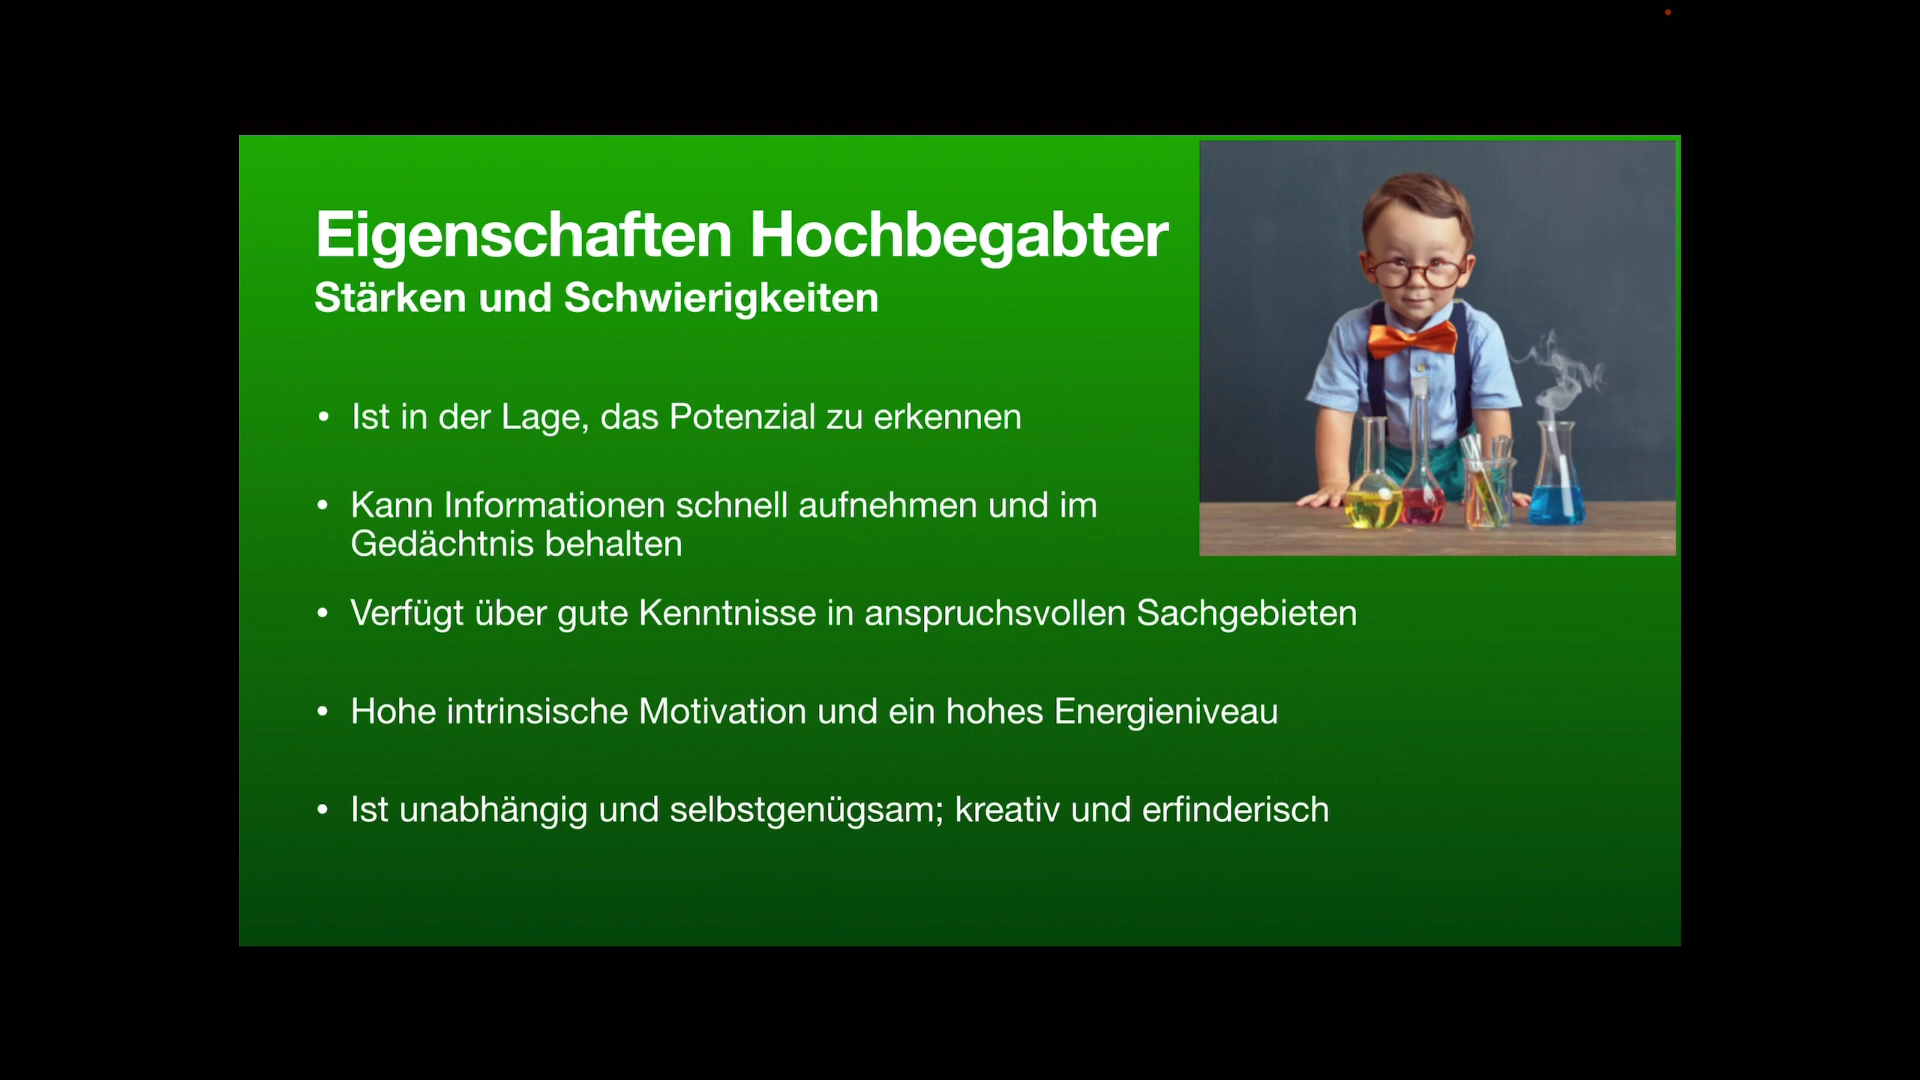 Eigenschaften Hochbegabter
Stärken und Schwierigkeiten
• Ist in der Lage, das Potenzial zu erkennen
• Kann Informationen schnell aufnehmen und im
Gedächtnis behalten
• Verfügt über gute Kenntnisse in anspruchsvollen Sachgebieten
• Hohe intrinsische Motivation und ein hohes Energieniveau
• Ist unabhängig und selbstgenügsam; kreativ und erfinderisch